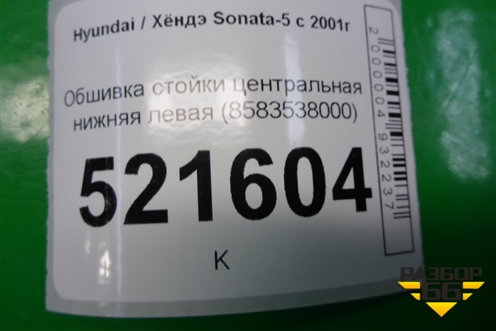 Hyundai / Хёндэ Sonata-5 с 2001г
Обшивка стойки центральная
нижняя левая (8583538000)
521604
К
2000004932237
РАЗБОР
66